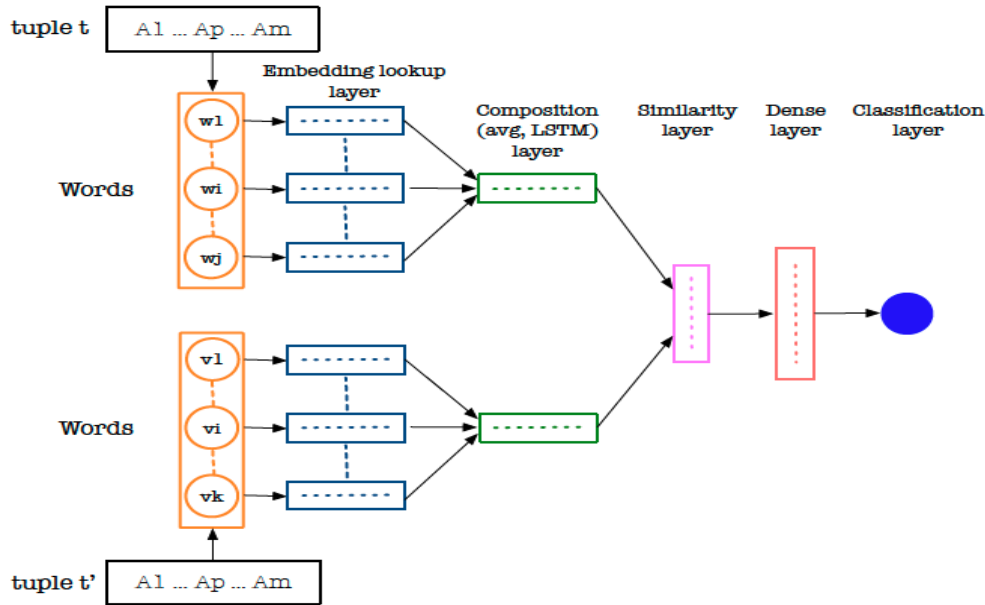 tuple t
A1 ... Ap ... Am
Embedding lookup
layer
Composition
(avg, LSTM)
layer
Similarity
layer
Dense
layer
Classification
layer
w1
Words
wi
wj
v1
Words
vi
vk
tuple t'
A1 ... Ap ... Am